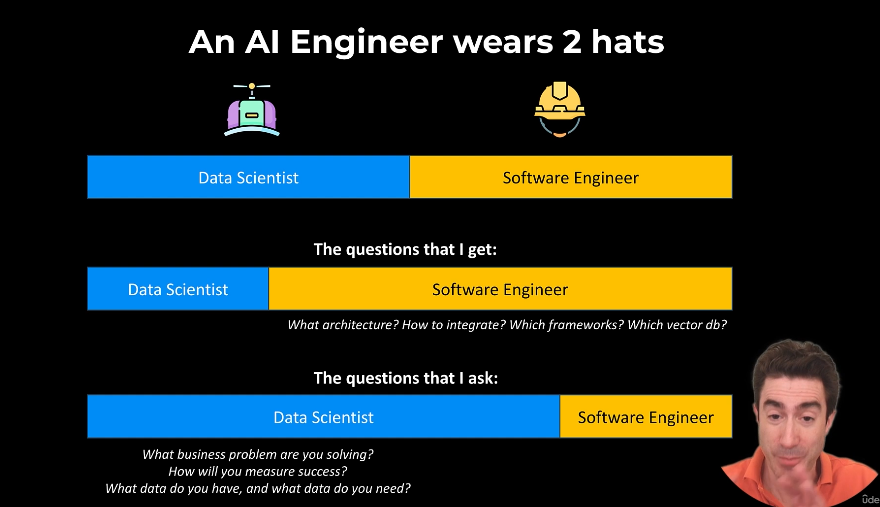 An AI Engineer wears 2 hats
Data Scientist
Software Engineer
The questions that I get:
Data Scientist
Software Engineer
What architecture? How to integrate? Which frameworks? Which vector db?
The questions that I ask:
Data Scientist
Software Engineer
What business problem are you solving?
How will you measure success?
What data do you have, and what data do you need?